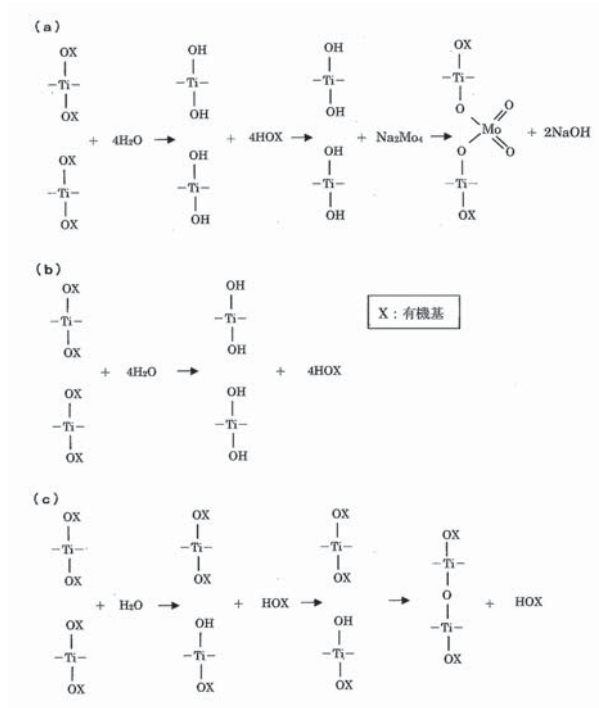 (a)
OX OH OH OX
-Ti- -Ti- -Ti- -Ti-
OX OH OH O O
+ 4H₂O → + 4HOX → + Na₂Mo₄ → Mo + 2NaOH
OX OH OH O O
-Ti- -Ti- -Ti- -Ti-
OX OH OH OX
(b)
OX OH
-Ti- -Ti-
OX OH
X：有機基
+ 4H₂O → + 4HOX
OX OH
-Ti- -Ti-
OX OH
(c)
OX OX OX OX
-Ti- -Ti- -Ti- -Ti-
OX OX OX O
+ H₂O → + HOX → → + HOX
OX OH OH
-Ti- -Ti- -Ti- -Ti-
OX OX OX OX